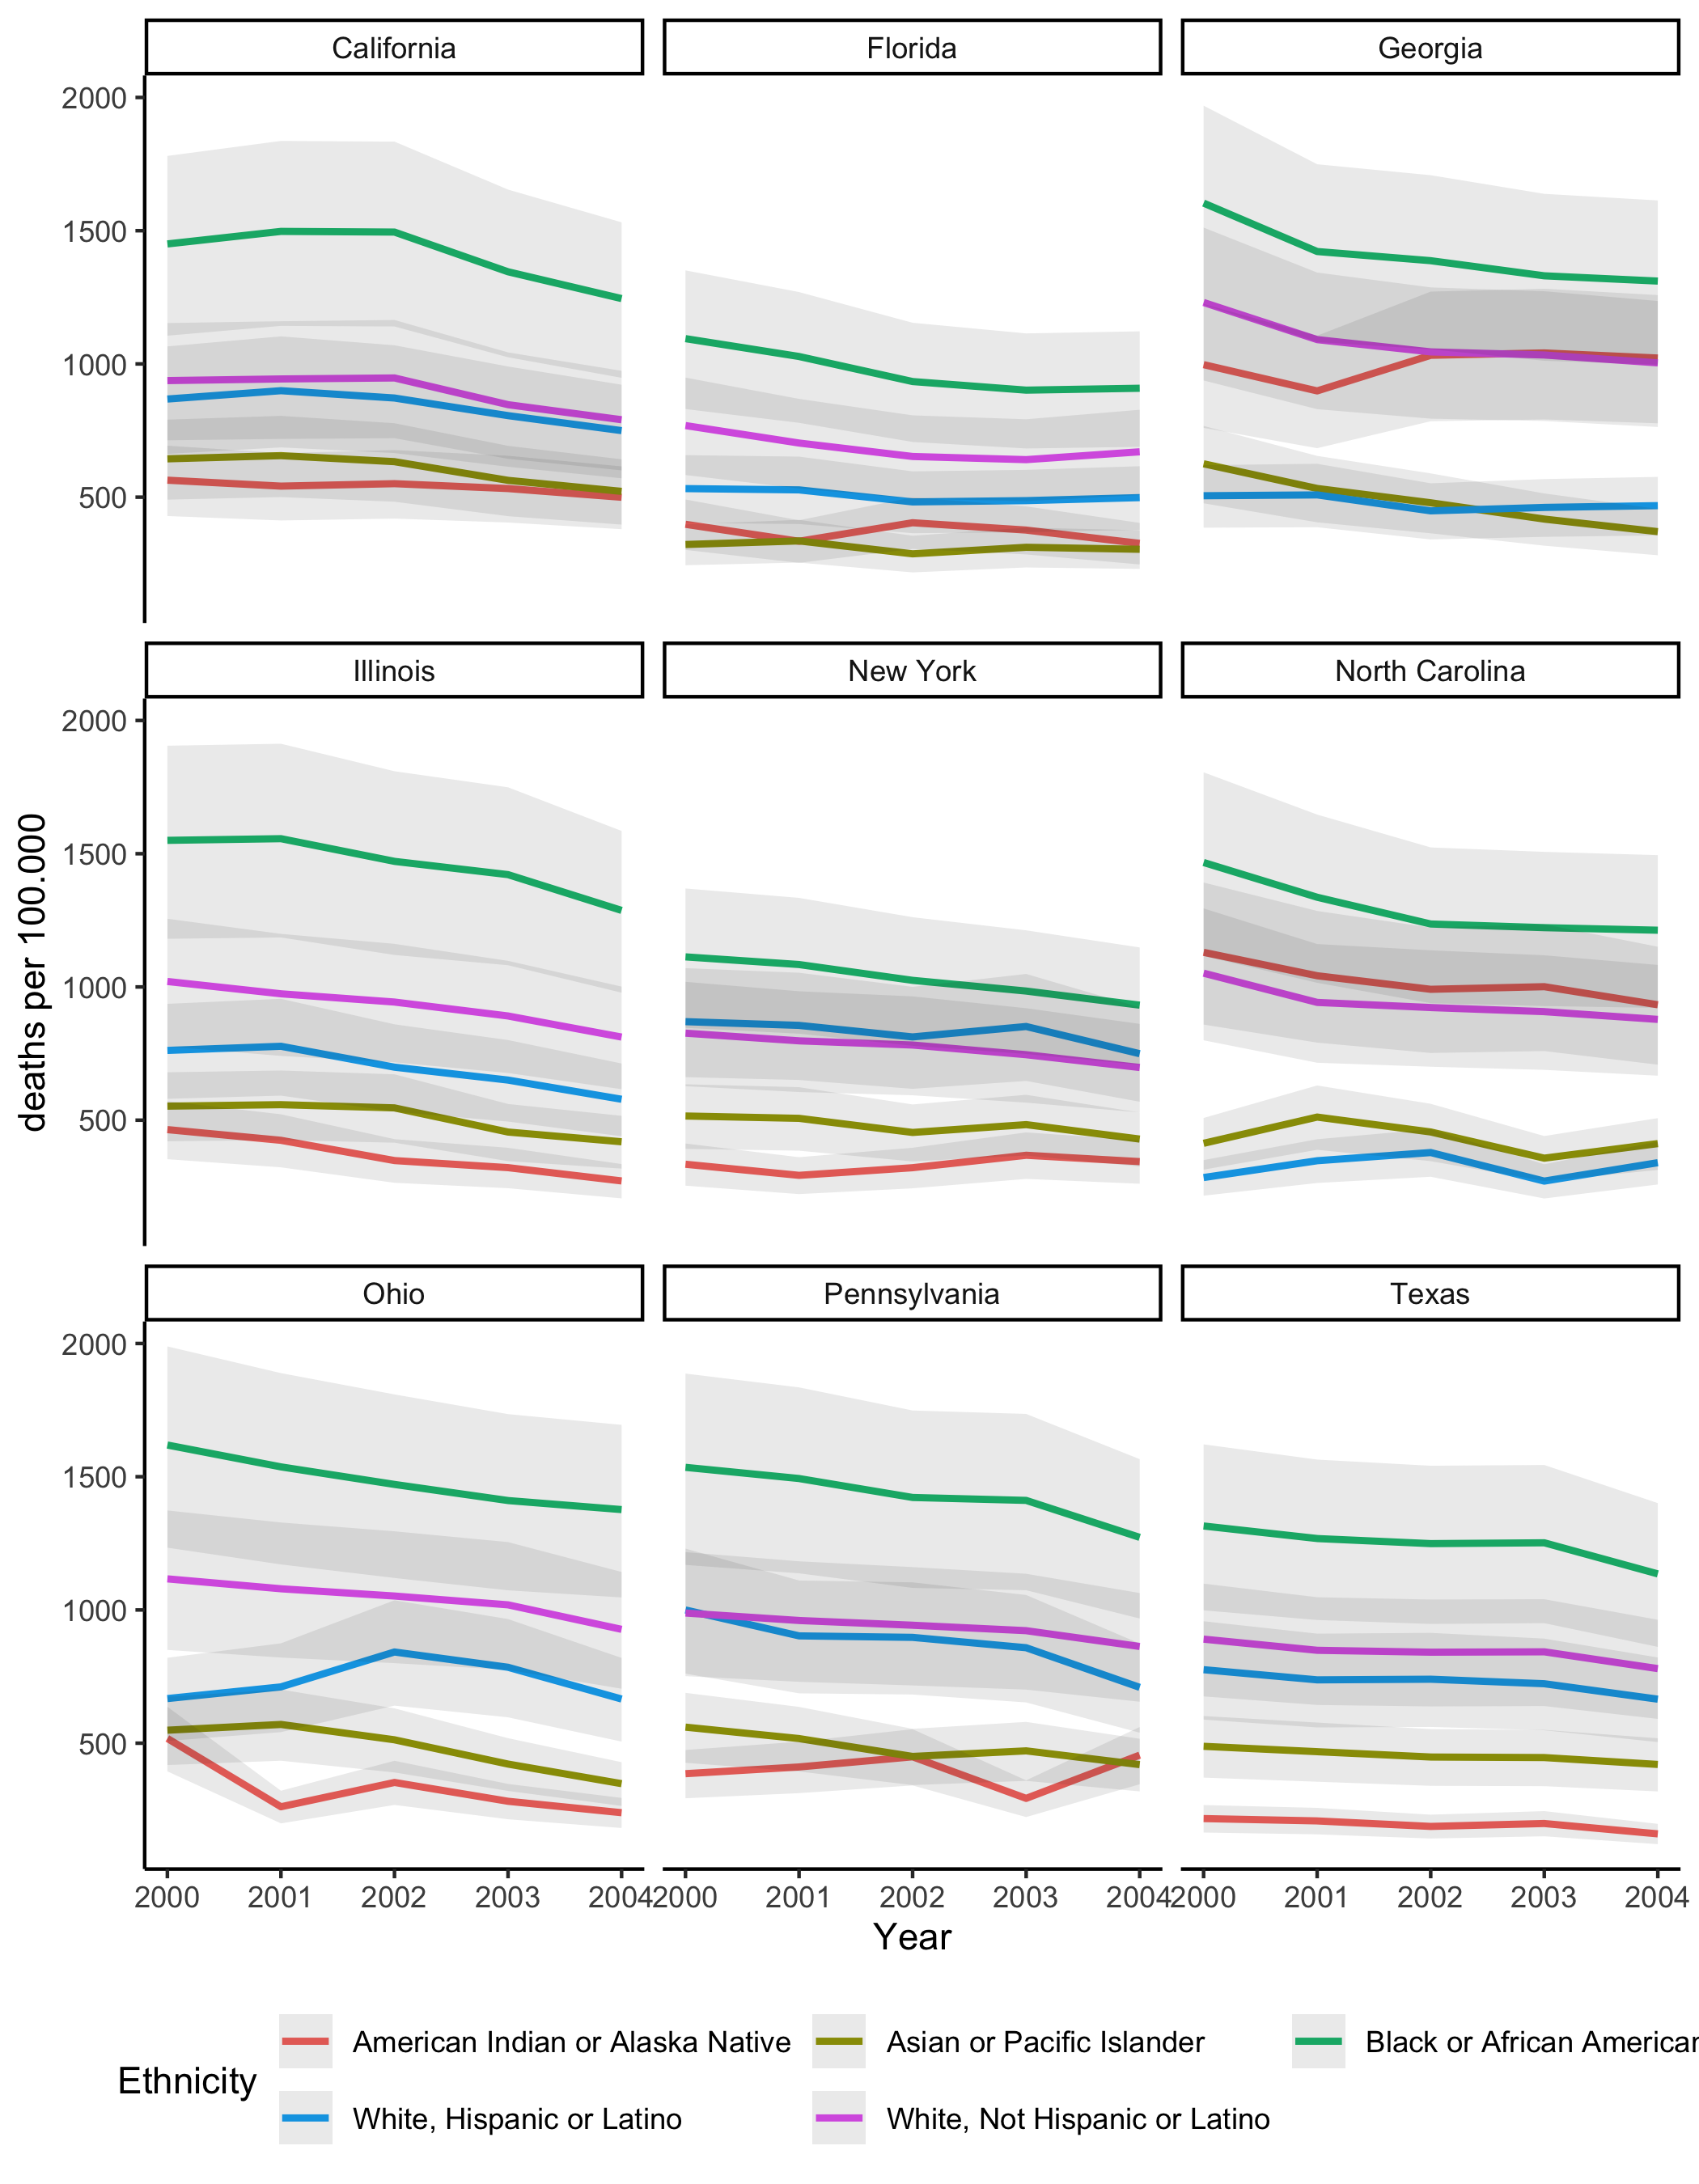 California Florida Georgia
2000
1500
1000
500
Illinois New York North Carolina
2000
1500
1000
500
deaths per 100.000
Ohio Pennsylvania Texas
2000
1500
1000
500
2000 2001 2002 2003 2004 2000 2001 2002 2003 2004 2000 2001 2002 2003 2004
Year
Ethnicity
American Indian or Alaska Native Asian or Pacific Islander Black or African American
White, Hispanic or Latino White, Not Hispanic or Latino